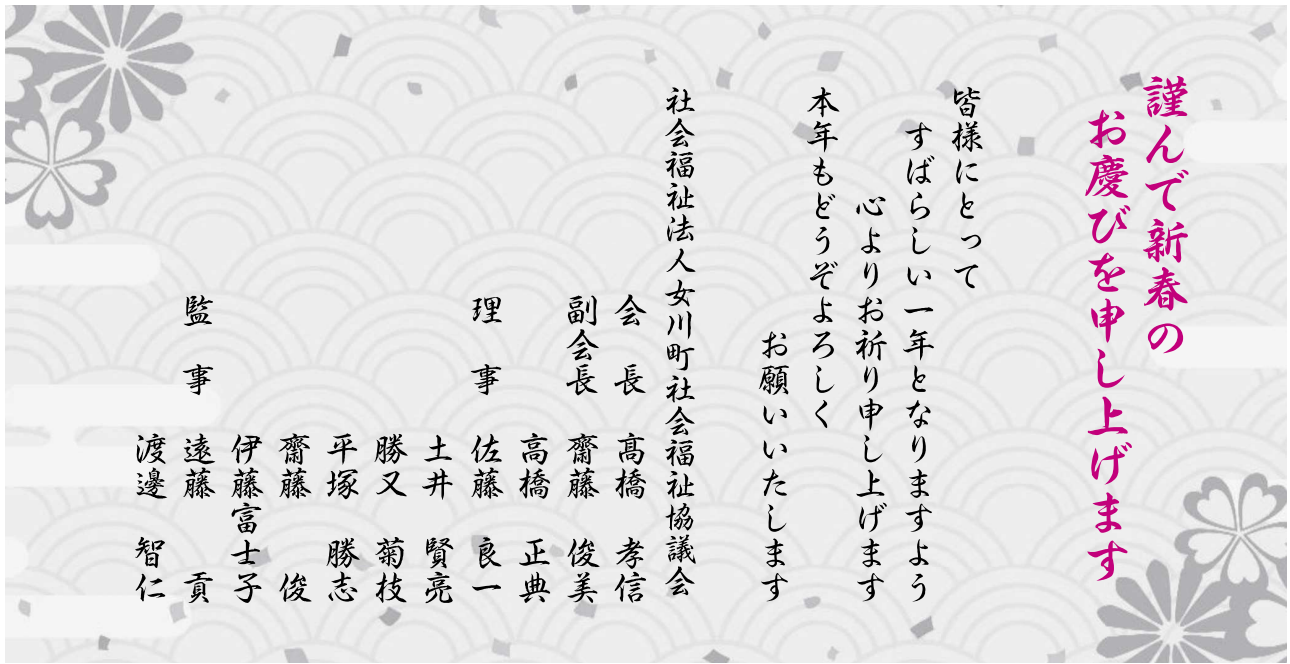 謹んで新春の
お慶びを申し上げます
皆様にとって
すばらしい一年となりますよう
心よりお祈り申し上げます
本年もどうぞよろしく
お願いいたします
社会福祉法人女川町社会福祉協議会
会長 髙橋 孝信
副会長 齋藤 俊美
高橋 正典
理事 佐藤 良一
土井 賢亮
勝又 菊枝
平塚 勝志
齋藤 俊
伊藤 富士子
監事 遠藤 貢
渡邊 智仁